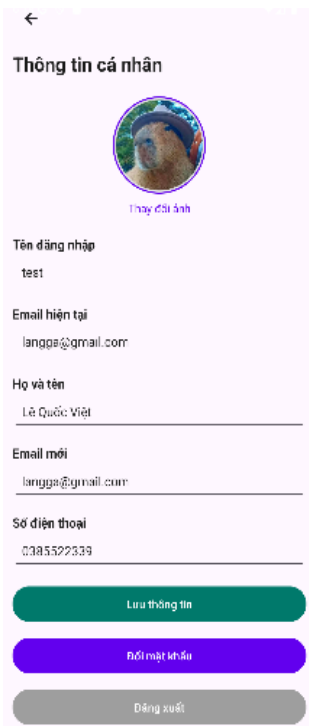 Thông tin cá nhân
Thay đổi ảnh
Tên đăng nhập
test
Email hiện tại
langga@gmail.com
Họ và tên
Lê Quốc Việt
Email mới
langga@gmail.com
Số điện thoại
0385522339
Lưu thông tin
Đổi mật khẩu
Đăng xuất